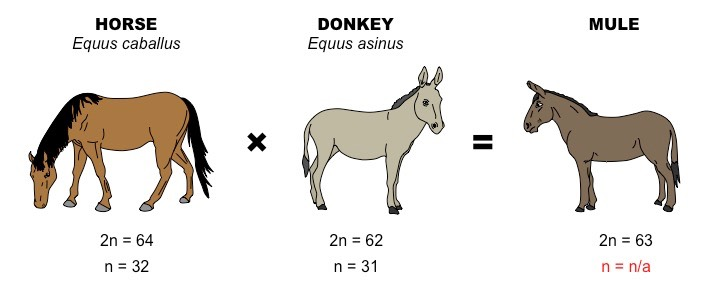 HORSE
Equus caballus
DONKEY
Equus asinus
MULE
×
=
2n = 64
n = 32
2n = 62
n = 31
2n = 63
n = n/a